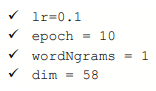 ✓ lr=0.1
✓ epoch = 10
✓ wordNgrams = 1
✓ dim = 58